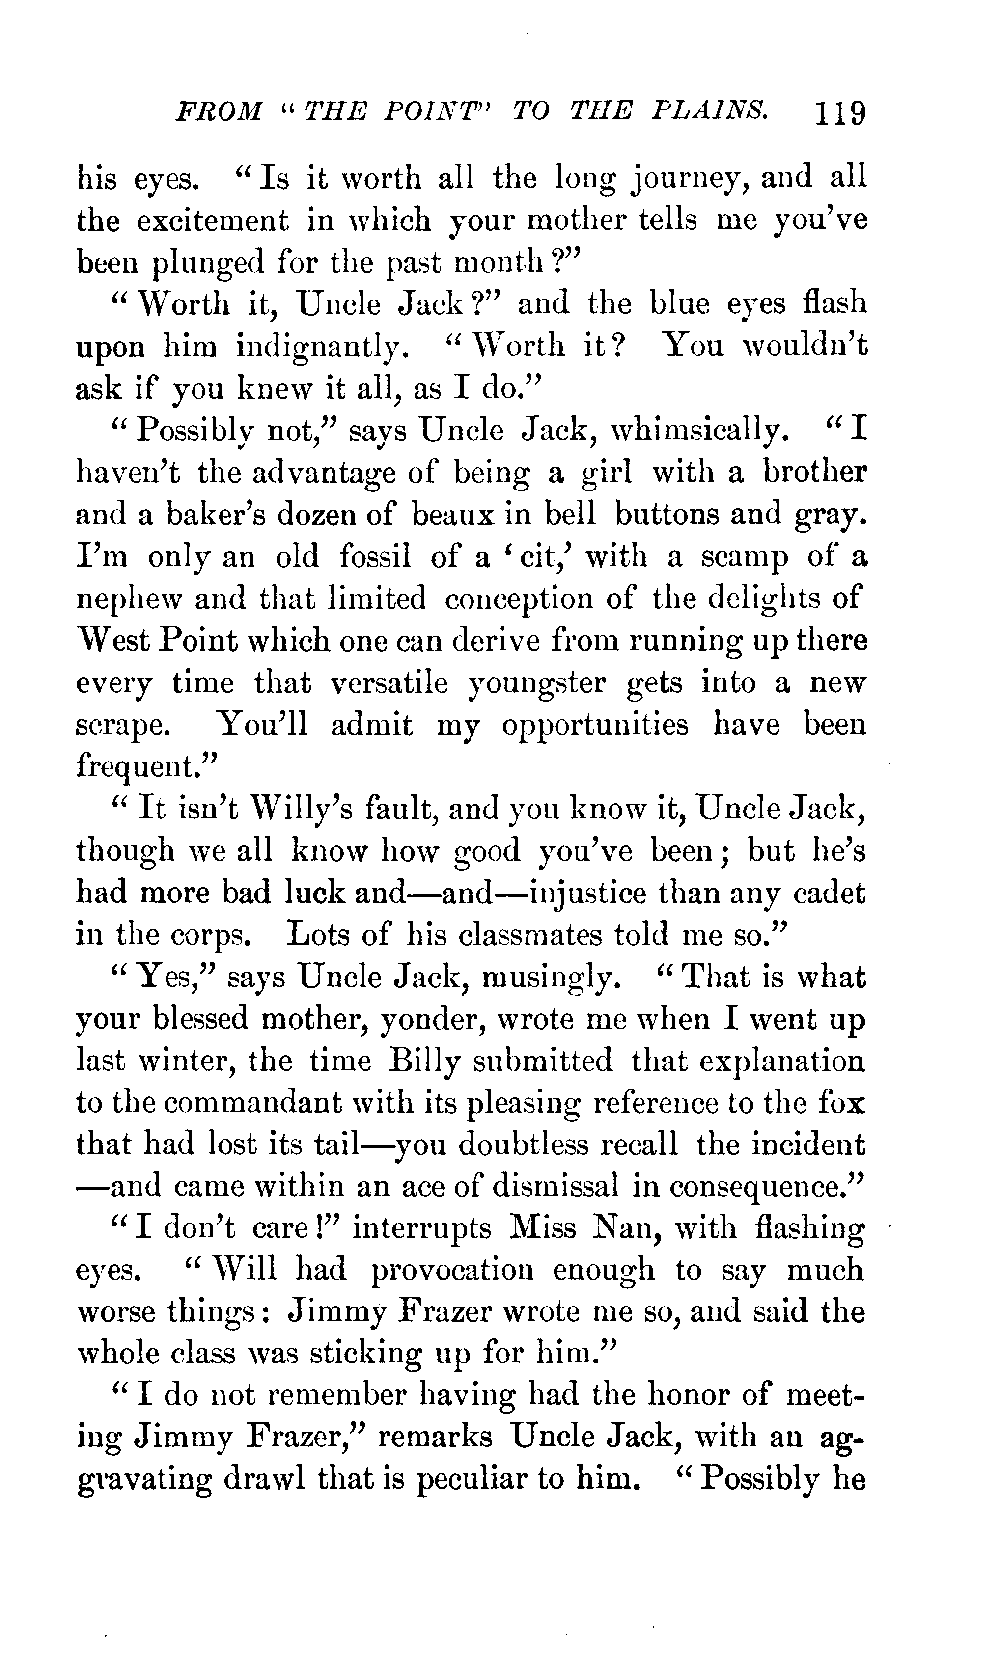 FROM “ THE POINT” TO THE PLAINS. 119
his eyes. “ Is it worth all the long journey, and all
the excitement in which your mother tells me you’ve
been plunged for the past month ?”
“ Worth it, Uncle Jack ?” and the blue eyes flash
upon him indignantly. “ Worth it? You wouldn’t
ask if you knew it all, as I do.”
“ Possibly not,” says Uncle Jack, whimsically. “ I
haven’t the advantage of being a girl with a brother
and a baker’s dozen of beaux in bell buttons and gray.
I’m only an old fossil of a ‘ cit,’ with a scamp of a
nephew and that limited conception of the delights of
West Point which one can derive from running up there
every time that versatile youngster gets into a new
scrape. You’ll admit my opportunities have been
frequent.”
“ It isn’t Willy’s fault, and you know it, Uncle Jack,
though we all know how good you’ve been ; but he’s
had more bad luck and—and—injustice than any cadet
in the corps. Lots of his classmates told me so.”
“ Yes,” says Uncle Jack, musingly. “ That is what
your blessed mother, yonder, wrote me when I went up
last winter, the time Billy submitted that explanation
to the commandant with its pleasing reference to the fox
that had lost its tail—you doubtless recall the incident
—and came within an ace of dismissal in consequence.”
“ I don’t care !” interrupts Miss Nan, with flashing
eyes. “ Will had provocation enough to say much
worse things : Jimmy Frazer wrote me so, and said the
whole class was sticking up for him.”
“ I do not remember having had the honor of meet-
ing Jimmy Frazer,” remarks Uncle Jack, with an ag-
gravating drawl that is peculiar to him. “ Possibly he